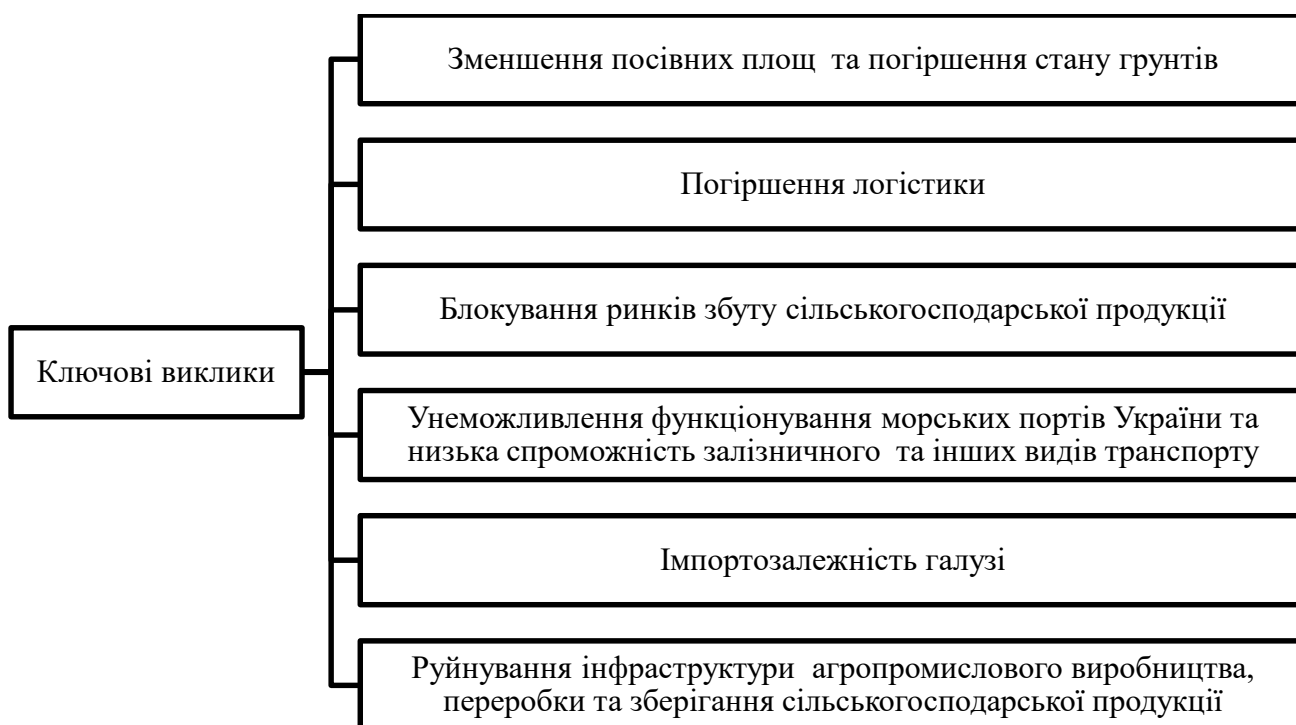 Зменшення посівних площ та погіршення стану грунтів
Погіршення логістики
Блокування ринків збуту сільськогосподарської продукції
Ключові виклики
Унеможливлення функціонування морських портів України та
низька спроможність залізничного та інших видів транспорту
Імпортозалежність галузі
Руйнування інфраструктури агропромислового виробництва,
переробки та зберігання сільськогосподарської продукції